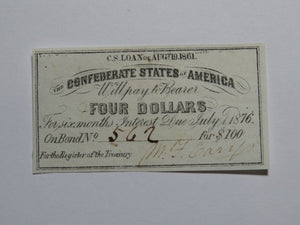 C.S. LOAN of AUG 19, 1861.
THE CONFEDERATE STATES OF AMERICA
Will pay to Bearer
FOUR DOLLARS
For six months Interest Due July 1, 1876.
On Bond No 562 for $100
For the Register of the Treasury